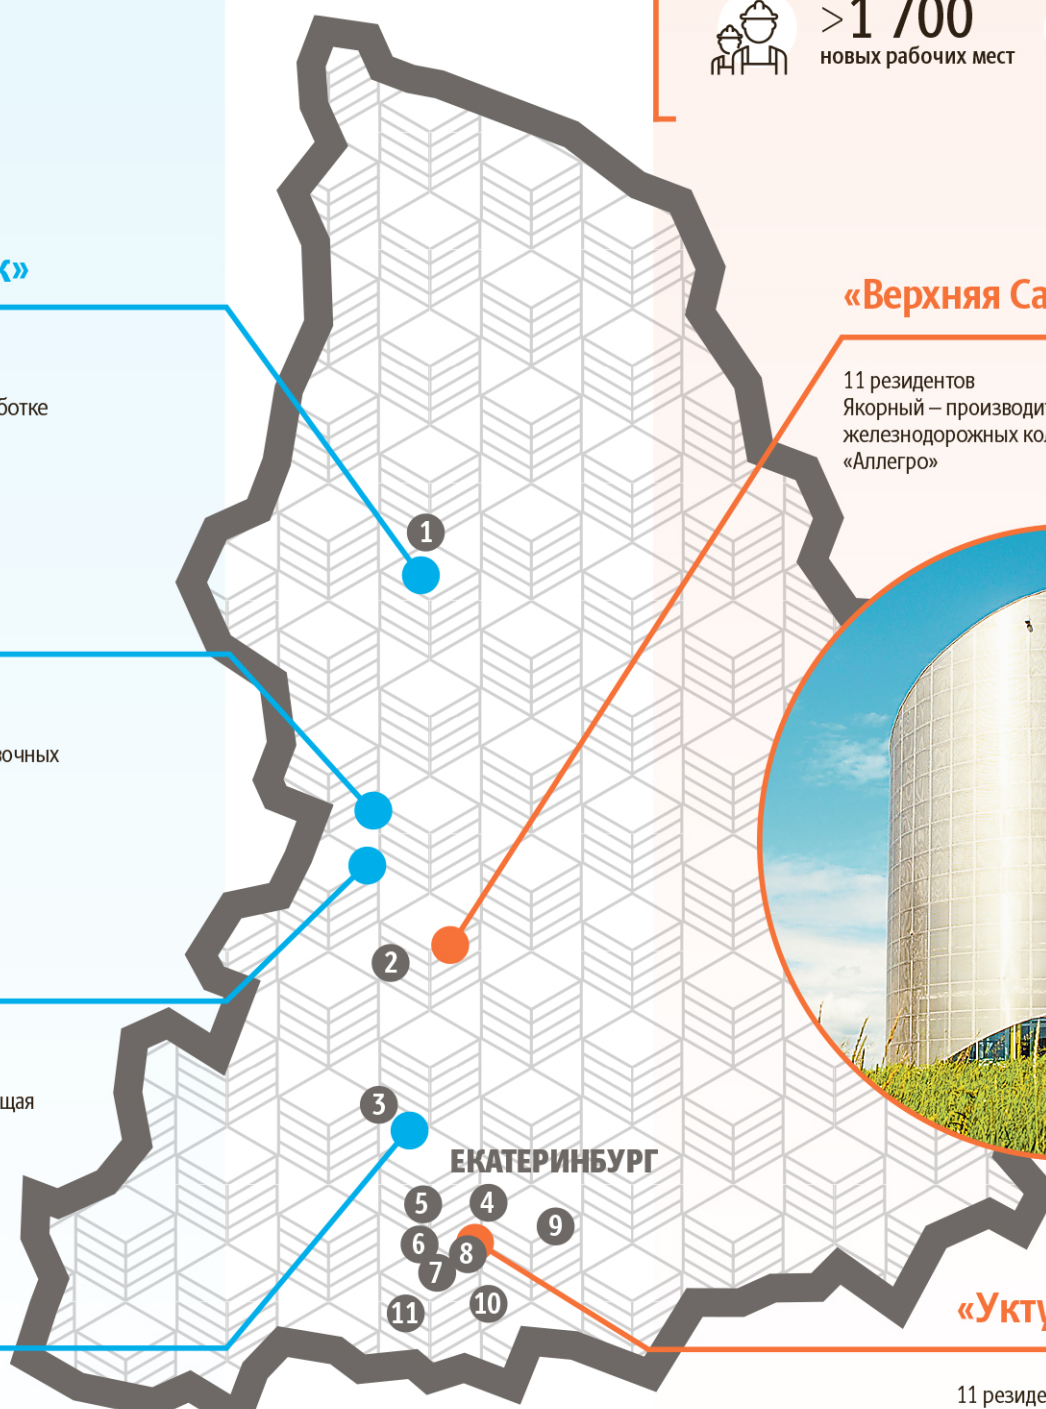 >1 700
новых рабочих мест
к»
ботке
«Верхняя Са
11 резидентов
Якорный – производит
железнодорожных кол
«Аллегро»
1
вочных
2
щая
3
ЕКАТЕРИНБУРГ
5
4
9
6
8
7
11
10
«Укту
11 резиде